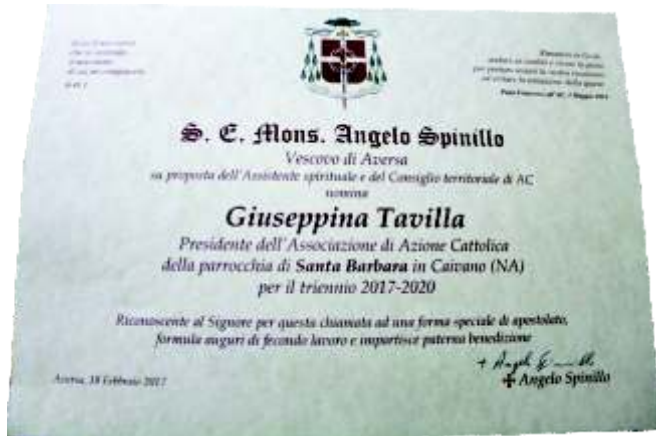 S. E. Mons. Angelo Spinillo
Vescovo di Aversa
su proposta dell'Assistente spirituale e del Consiglio territoriale di AC
nomina
Giuseppina Tavilla
Presidente dell'Associazione di Azione Cattolica
della parrocchia di Santa Barbara in Caivano (NA)
per il triennio 2017-2020
Riconoscente al Signore per questa chiamata ad una forma speciale di apostolato,
formula auguri di fecondo lavoro e impartisce paterna benedizione
Aversa, 18 Febbraio 2017
+ Angelo Spinillo
✠ Angelo Spinillo